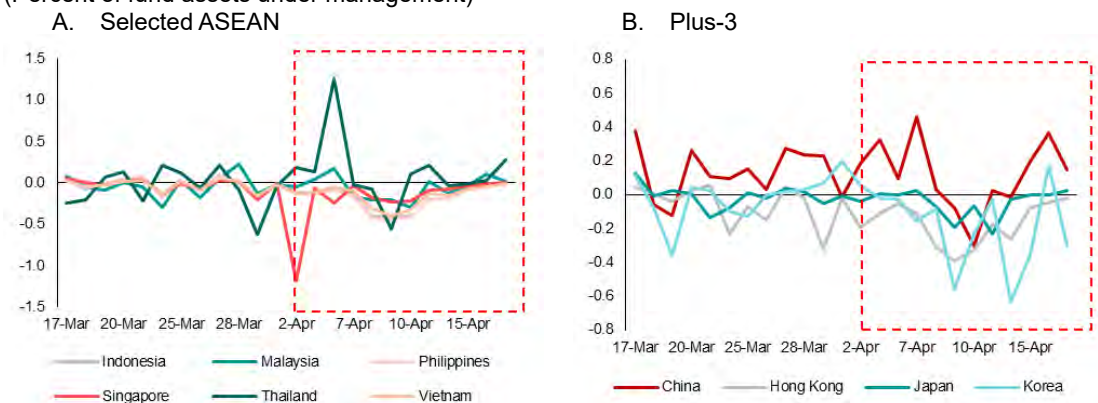 (Percent of fund assets under management)
A. Selected ASEAN
B. Plus-3
1.5
1.0
0.5
0.0
-0.5
-1.0
-1.5
17-Mar 20-Mar 25-Mar 28-Mar 2-Apr 7-Apr 10-Apr 15-Apr
Indonesia Malaysia Philippines
Singapore Thailand Vietnam
0.8
0.6
0.4
0.2
0.0
-0.2
-0.4
-0.6
-0.8
17-Mar 20-Mar 25-Mar 28-Mar 2-Apr 7-Apr 10-Apr 15-Apr
China Hong Kong Japan Korea